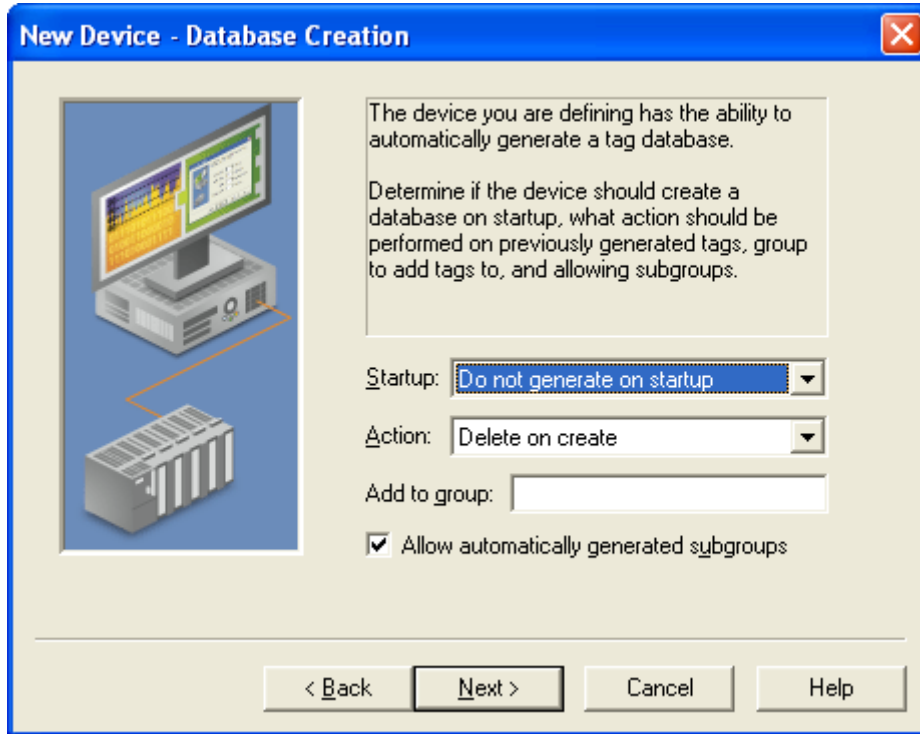 New Device - Database Creation
The device you are defining has the ability to
automatically generate a tag database.
Determine if the device should create a
database on startup, what action should be
performed on previously generated tags, group
to add tags to, and allowing subgroups.
Startup: Do not generate on startup
Action: Delete on create
Add to group:
Allow automatically generated subgroups
< Back Next > Cancel Help